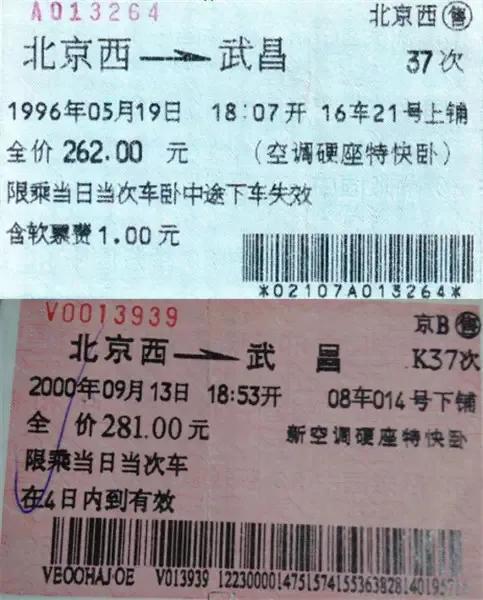 A013264 北京西 售
北京西 → 武昌 37次
1996年05月19日 18:07开 16车21号上铺
全价 262.00 元 (空调硬座特快卧)
限乘当日当次车卧中途下车失效
含软票费 1.00 元
*02107A013264*
V0013939 京B 售
北京西 → 武 昌 K37次
2000年09月13日 18:53开 08车014号下铺
全 价 281.00 元 新空调硬座特快卧
限乘当日当次车
在4日内到有效
V013939